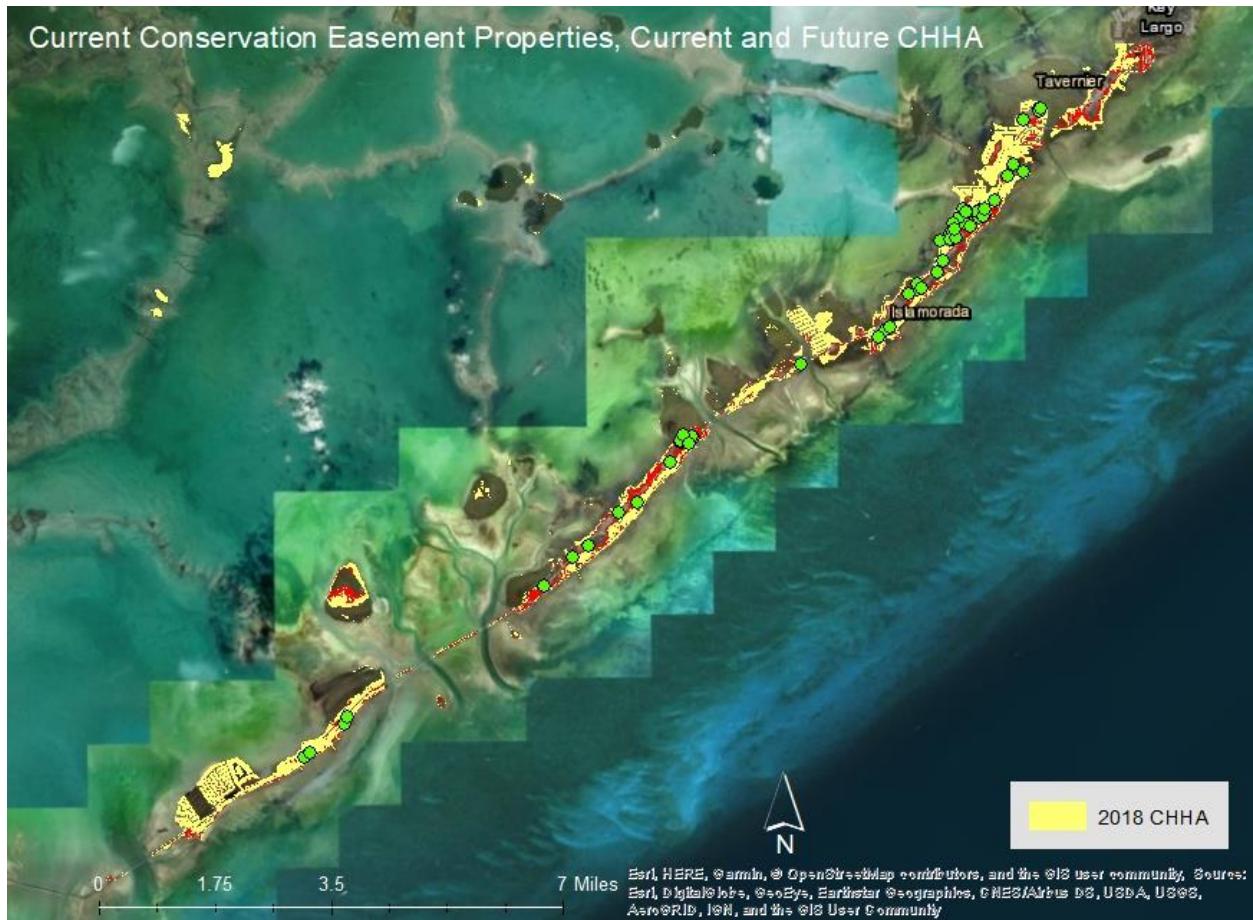 Current Conservation Easement Properties, Current and Future CHHA
Key
Largo
Tavernier
Islamorada
2018 CHHA
N
0 1.75 3.5 7 Miles
Esri, HERE, Garmin, © OpenStreetMap contributors, and the GIS user community, Source:
Esri, DigitalGlobe, GeoEye, Earthstar Geographics, CNES/Airbus DS, USDA, USGS,
AeroGRID, IGN, and the GIS User Community